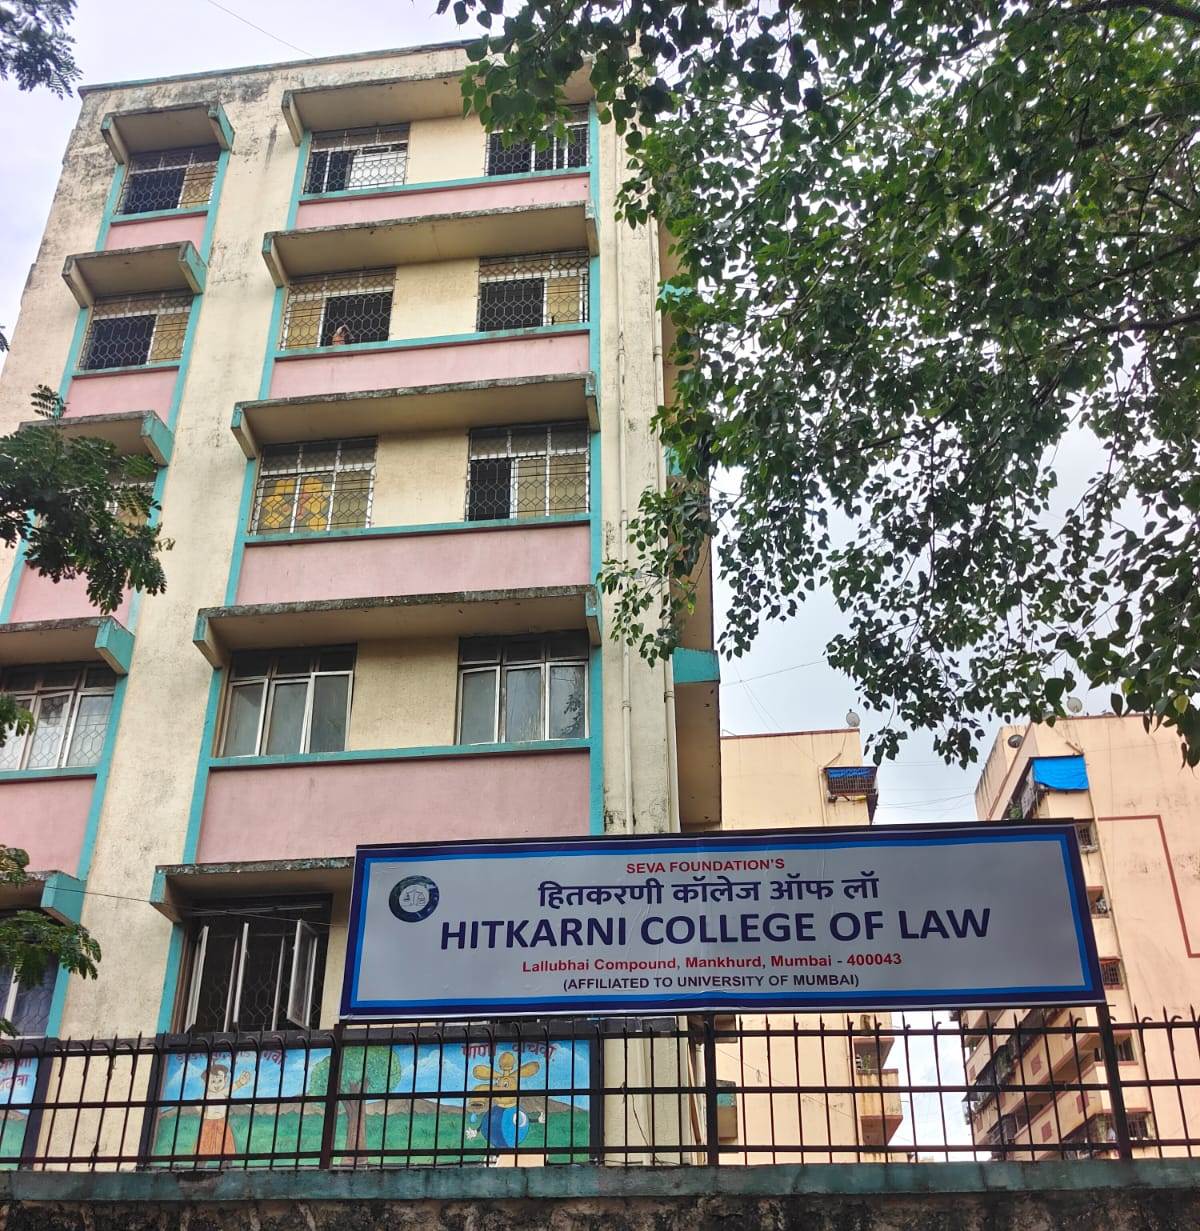 SEVA FOUNDATION'S
हितकरणी कॉलेज ऑफ लॉ
HITKARNI COLLEGE OF LAW
Lallubhai Compound, Mankhurd, Mumbai - 400043
(AFFILIATED TO UNIVERSITY OF MUMBAI)